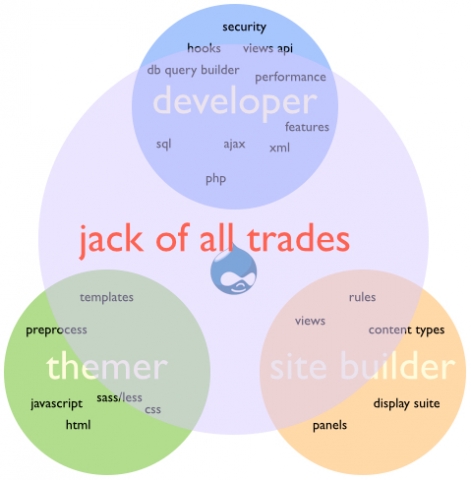 security
hooks views api
db query builder performance
developer
features
sql ajax xml
php
jack of all trades
templates
preprocess
themer
javascript sass/less
css
html
rules
views
content types
site builder
display suite
panels